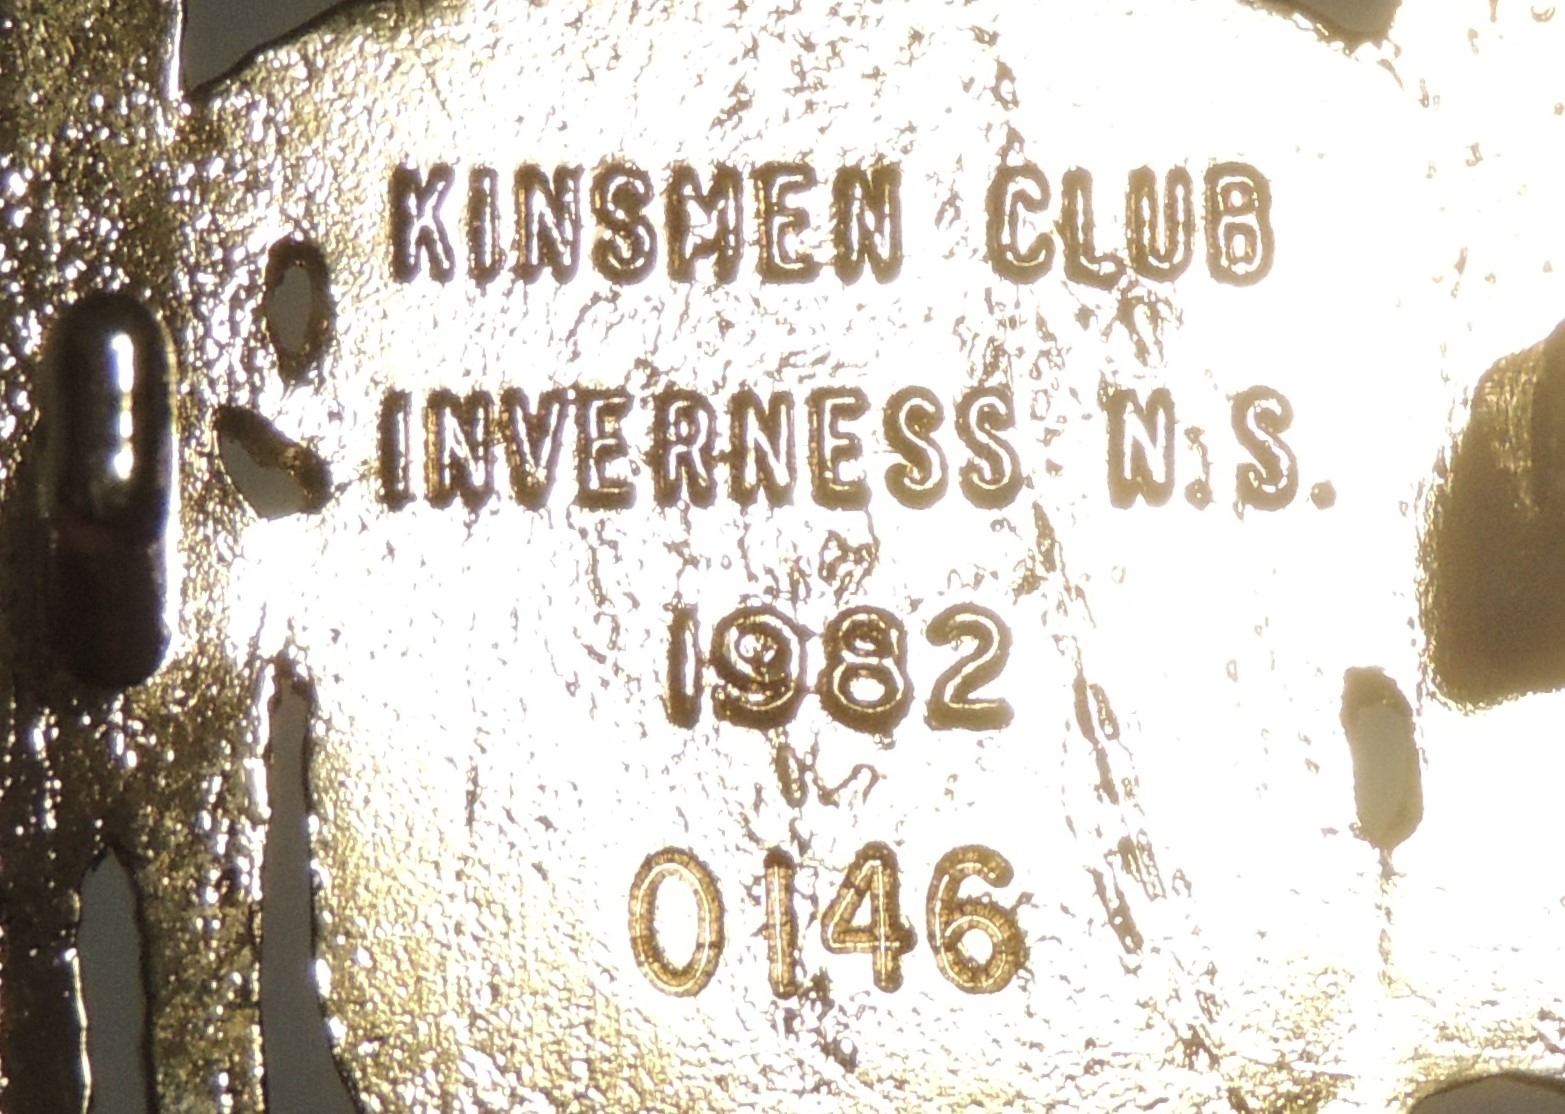 KINSMEN CLUB
INVERNESS N.S.
1982
0146